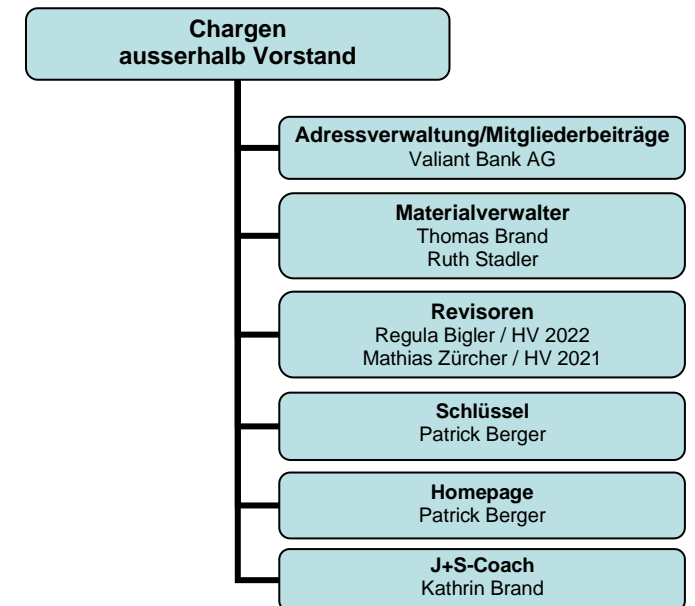 Chargen
ausserhalb Vorstand
Adressverwaltung/Mitgliederbeiträge
Valiant Bank AG
Materialverwalter
Thomas Brand
Ruth Stadler
Revisoren
Regula Bigler / HV 2022
Mathias Zürcher / HV 2021
Schlüssel
Patrick Berger
Homepage
Patrick Berger
J+S-Coach
Kathrin Brand